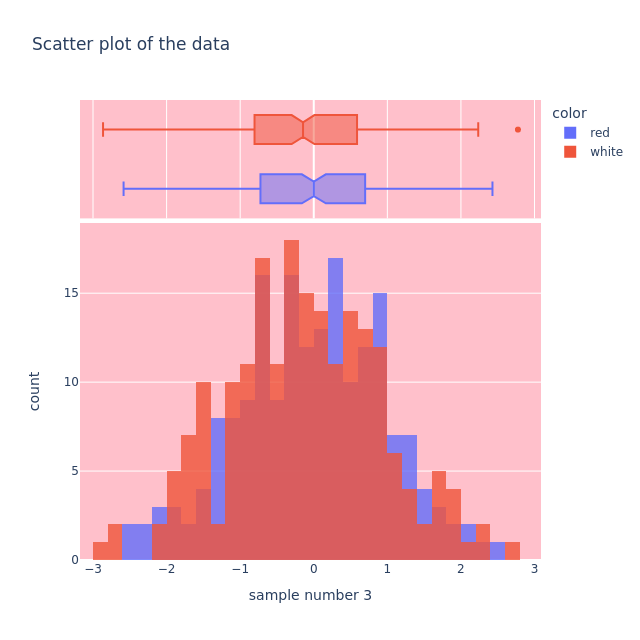 Scatter plot of the data
color
red
white
15
10
5
0
count
−3
−2
−1
0
1
2
3
sample number 3